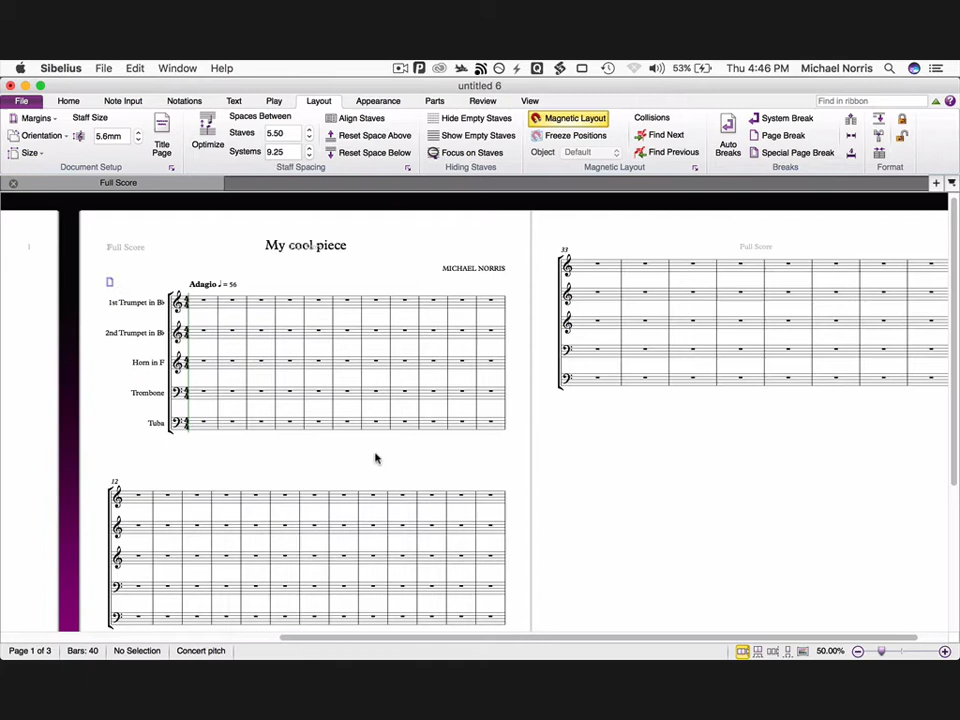 Sibelius File Edit Window Help 53% Thu 4:46 PM Michael Norris
untitled 6
File Home Note Input Notations Text Play Layout Appearance Parts Review View Find in ribbon
Margins Staff Size Spaces Between Align Staves Hide Empty Staves Magnetic Layout Collisions System Break
Orientation 5.6mm Staves 5.50 Reset Space Above Show Empty Staves Freeze Positions Find Next Page Break
Size Title Page Optimize Systems 9.25 Reset Space Below Focus on Staves Object Default Find Previous Auto Breaks Special Page Break
Document Setup Staff Spacing Hiding Staves Magnetic Layout Breaks Format
Full Score
1 Full Score My cool piece
33 Full Score
MICHAEL NORRIS
Adagio ♩ = 56
1st Trumpet in B♭
2nd Trumpet in B♭
Horn in F
Trombone
Tuba
12
Page 1 of 3 Bars: 40 No Selection Concert pitch 50.00%